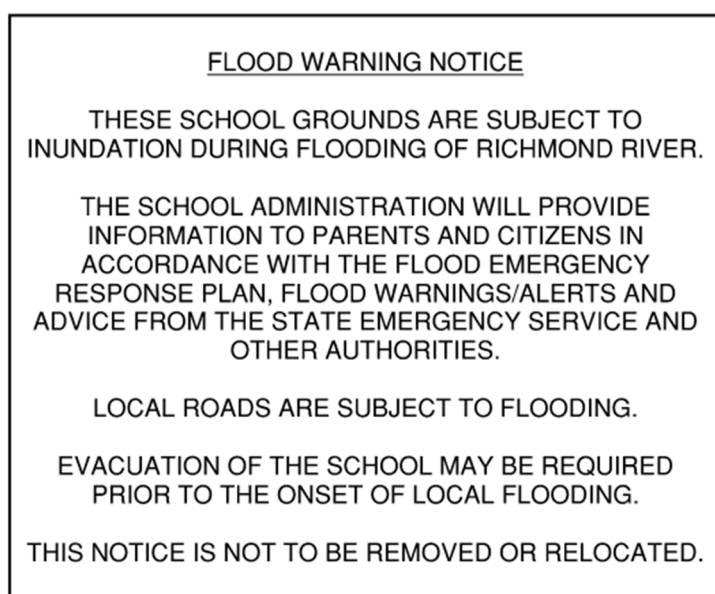 FLOOD WARNING NOTICE
THESE SCHOOL GROUNDS ARE SUBJECT TO
INUNDATION DURING FLOODING OF RICHMOND RIVER.
THE SCHOOL ADMINISTRATION WILL PROVIDE
INFORMATION TO PARENTS AND CITIZENS IN
ACCORDANCE WITH THE FLOOD EMERGENCY
RESPONSE PLAN, FLOOD WARNINGS/ALERTS AND
ADVICE FROM THE STATE EMERGENCY SERVICE AND
OTHER AUTHORITIES.
LOCAL ROADS ARE SUBJECT TO FLOODING.
EVACUATION OF THE SCHOOL MAY BE REQUIRED
PRIOR TO THE ONSET OF LOCAL FLOODING.
THIS NOTICE IS NOT TO BE REMOVED OR RELOCATED.